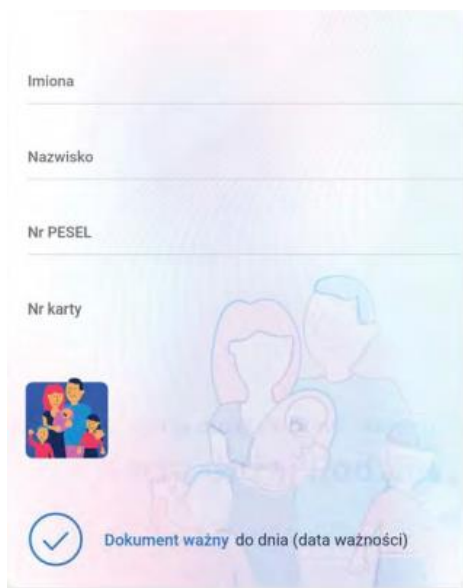 Imiona
Nazwisko
Nr PESEL
Nr karty
Dokument ważny do dnia (data ważności)